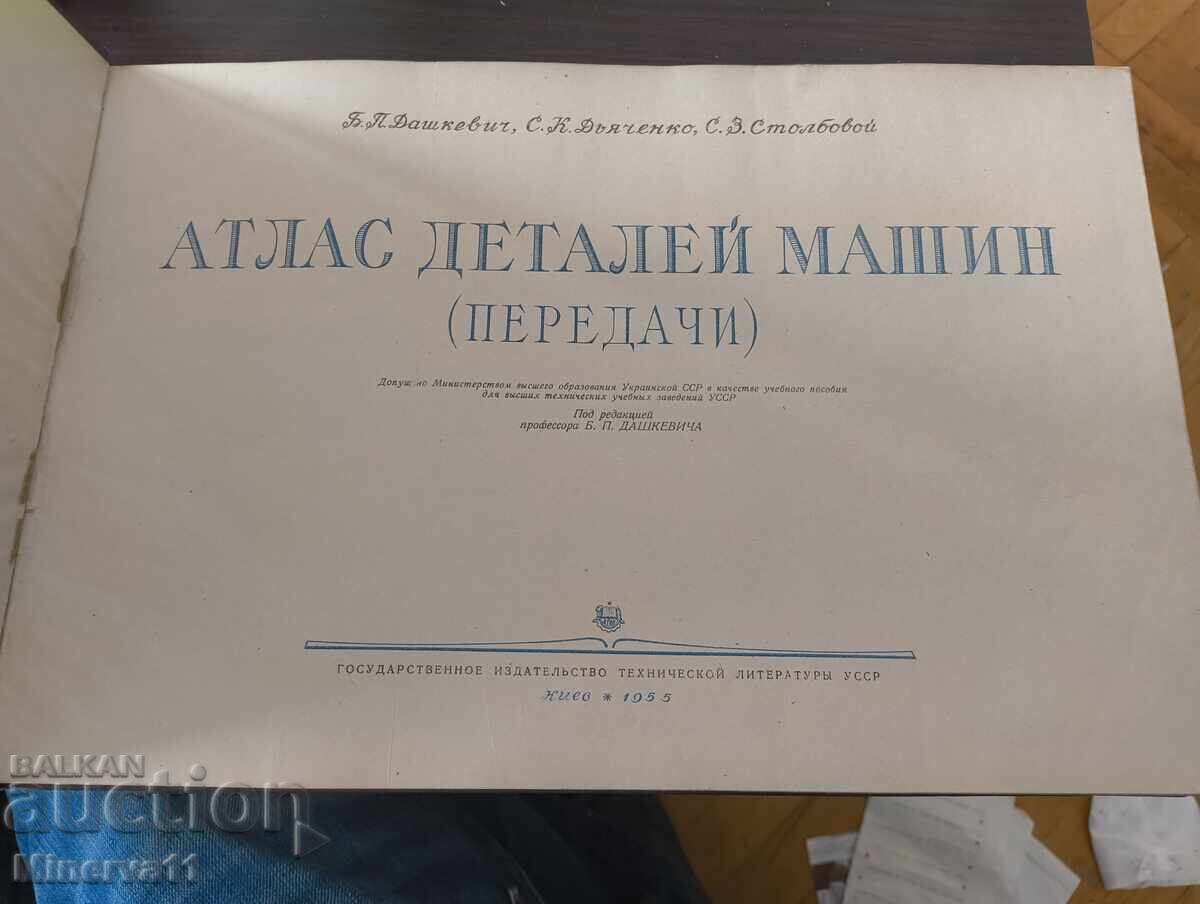 Б. П. Дашкевич, С. К. Дьяченко, С. З. Столбовой
АТЛАС ДЕТАЛЕЙ МАШИН
(ПЕРЕДАЧИ)
Министерством высшего образования Украинской ССР в качестве учебного пособия
для высших технических учебных заведений УССР
Под редакцией
профессора Б. П. ДАШКЕВИЧА
ГОСУДАРСТВЕННОЕ ИЗДАТЕЛЬСТВО ТЕХНИЧЕСКОЙ ЛИТЕРАТУРЫ УССР
Киев * 1955
BALKAN
auction
Minerva11